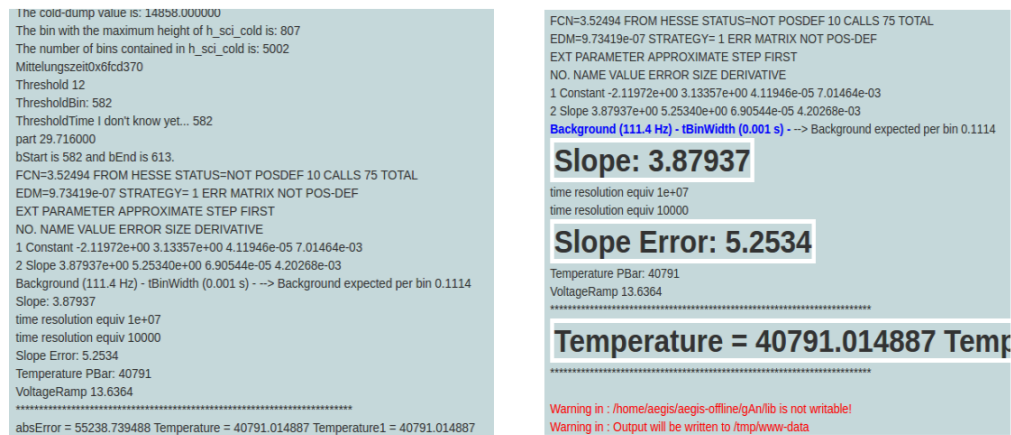 The cold-dump value is: 14858.000000
The bin with the maximum height of h_sci_cold is: 807
The number of bins contained in h_sci_cold is: 5002
Mittelungszeit0x6fcd370
Threshold 12
ThresholdBin: 582
ThresholdTime I don't know yet... 582
part 29.716000
bStart is 582 and bEnd is 613.
FCN=3.52494 FROM HESSE STATUS=NOT POSDEF 10 CALLS 75 TOTAL
EDM=9.73419e-07 STRATEGY= 1 ERR MATRIX NOT POS-DEF
EXT PARAMETER APPROXIMATE STEP FIRST
NO. NAME VALUE ERROR SIZE DERIVATIVE
1 Constant -2.11972e+00 3.13357e+00 4.11946e-05 7.01464e-03
2 Slope 3.87937e+00 5.25340e+00 6.90544e-05 4.20268e-03
Background (111.4 Hz) - tBinWidth (0.001 s) - --> Background expected per bin 0.1114
Slope: 3.87937
time resolution equiv 1e+07
time resolution equiv 10000
Slope Error: 5.2534
Temperature PBar: 40791
VoltageRamp 13.6364
******************************************************************************
absError = 55238.739488 Temperature = 40791.014887 Temperature1 = 40791.014887
FCN=3.52494 FROM HESSE STATUS=NOT POSDEF 10 CALLS 75 TOTAL
EDM=9.73419e-07 STRATEGY= 1 ERR MATRIX NOT POS-DEF
EXT PARAMETER APPROXIMATE STEP FIRST
NO. NAME VALUE ERROR SIZE DERIVATIVE
1 Constant -2.11972e+00 3.13357e+00 4.11946e-05 7.01464e-03
2 Slope 3.87937e+00 5.25340e+00 6.90544e-05 4.20268e-03
Background (111.4 Hz) - tBinWidth (0.001 s) - --> Background expected per bin 0.1114
Slope: 3.87937
time resolution equiv 1e+07
time resolution equiv 10000
Slope Error: 5.2534
Temperature PBar: 40791
VoltageRamp 13.6364
******************************************************************************
Temperature = 40791.014887 Temp
******************************************************************************
Warning in : /home/aegis/aegis-offline/gAn/lib is not writable!
Warning in : Output will be written to /tmp/www-data